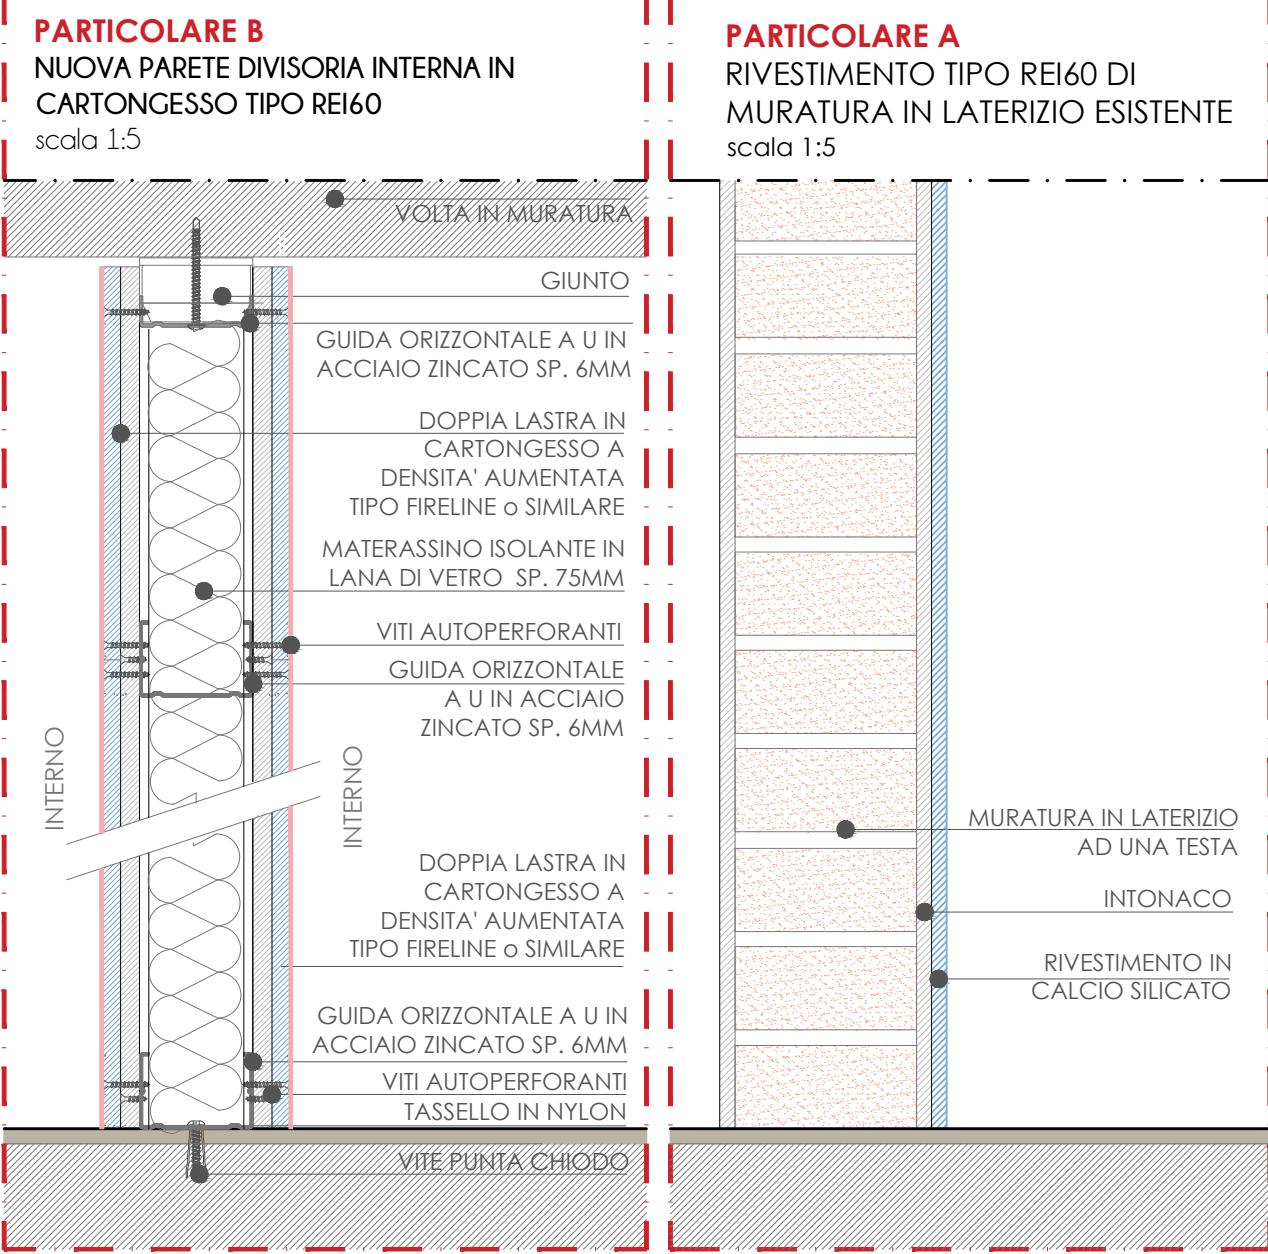 PARTICOLARE B
NUOVA PARETE DIVISORIA INTERNA IN
CARTONGESSO TIPO REI60
scala 1:5
VOLTA IN MURATURA
GIUNTO
GUIDA ORIZZONTALE A U IN
ACCIAIO ZINCATO SP. 6MM
DOPPIA LASTRA IN
CARTONGESSO A
DENSITA' AUMENTATA
TIPO FIRELINE o SIMILARE
MATERASSINO ISOLANTE IN
LANA DI VETRO SP. 75MM
VITI AUTOPERFORANTI
GUIDA ORIZZONTALE
A U IN ACCIAIO
ZINCATO SP. 6MM
INTERNO
INTERNO
DOPPIA LASTRA IN
CARTONGESSO A
DENSITA' AUMENTATA
TIPO FIRELINE o SIMILARE
GUIDA ORIZZONTALE A U IN
ACCIAIO ZINCATO SP. 6MM
VITI AUTOPERFORANTI
TASSELLO IN NYLON
VITE PUNTA CHIODO
PARTICOLARE A
RIVESTIMENTO TIPO REI60 DI
MURATURA IN LATERIZIO ESISTENTE
scala 1:5
MURATURA IN LATERIZIO
AD UNA TESTA
INTONACO
RIVESTIMENTO IN
CALCIO SILICATO